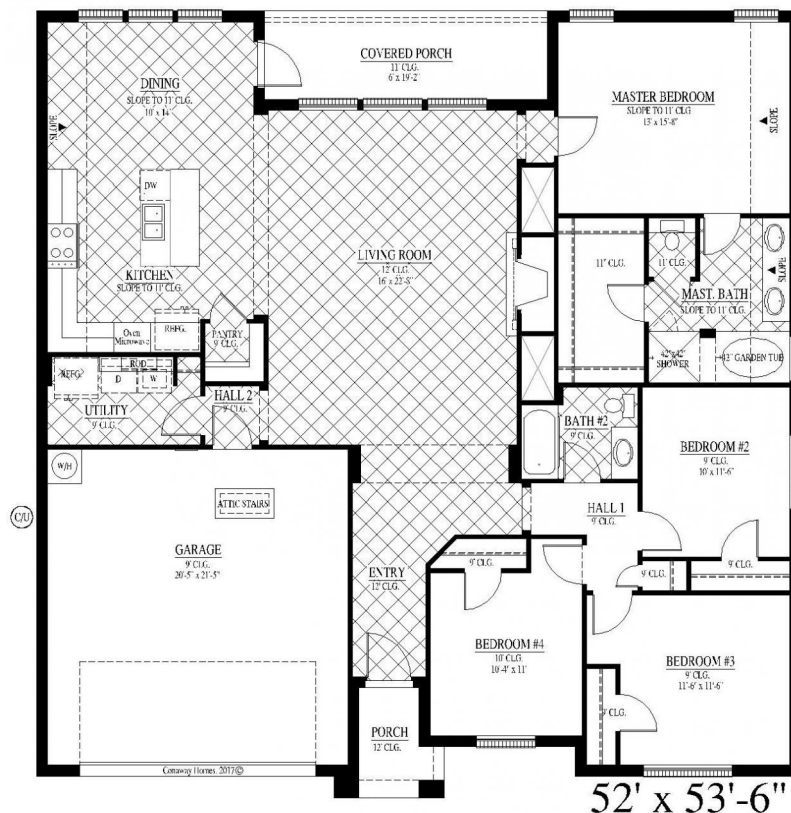 COVERED PORCH
11' CLG.
6' x 19'-2"
DINING
SLOPE TO 11' CLG.
10' x 14'
SLOPE
MASTER BEDROOM
SLOPE TO 11' CLG
13' x 15'-8"
SLOPE
DW
KITCHEN
SLOPE TO 11' CLG.
LIVING ROOM
12' CLG.
16' x 22'-8"
11' CLG.
11' CLG.
SLOPE
MAST. BATH
SLOPE TO 11' CLG.
Oven
Microwave
REFG.
PANTRY
9' CLG.
42"x42"
SHOWER
42" GARDEN TUB
REFG.
ROD
D
W
UTILITY
9' CLG.
HALL 2
9' CLG.
BATH #2
9' CLG.
BEDROOM #2
9' CLG.
10' x 11'-6"
W/H
ATTIC STAIRS
C/U
GARAGE
9' CLG.
20'-5" x 21'-5"
HALL 1
9' CLG.
9' CLG.
9' CLG.
9' CLG.
ENTRY
12' CLG.
BEDROOM #4
10' CLG.
10'-4" x 11'
BEDROOM #3
9' CLG.
11'-6" x 11'-6"
CLG.
PORCH
12' CLG.
Conaway Homes, 2017©
52' x 53'-6"